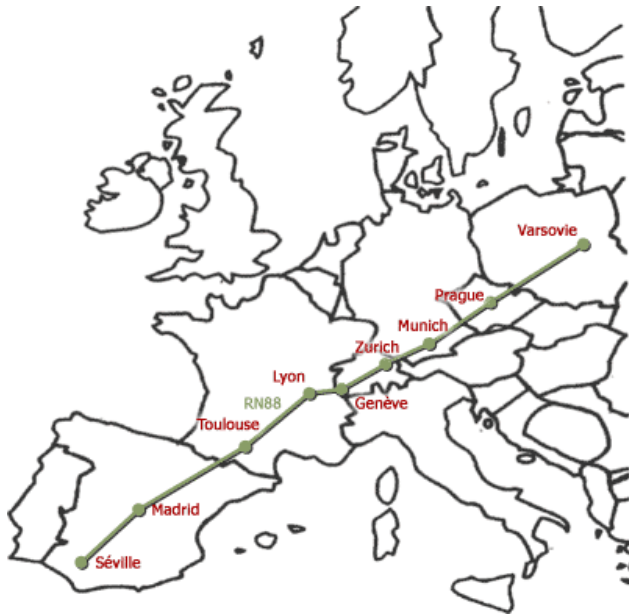 Varsovie
Prague
Munich
Zurich
Lyon
Genève
RN88
Toulouse
Madrid
Séville